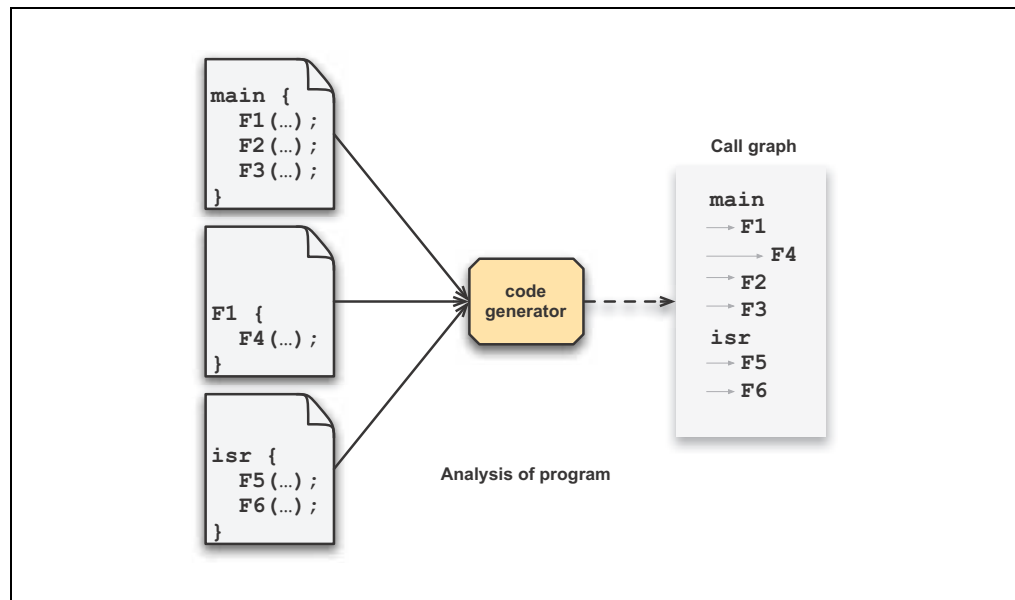 main {
F1(…);
F2(…);
F3(…);
}
F1 {
F4(…);
}
isr {
F5(…);
F6(…);
}
code
generator
Analysis of program
Call graph
main
F1
F4
F2
F3
isr
F5
F6